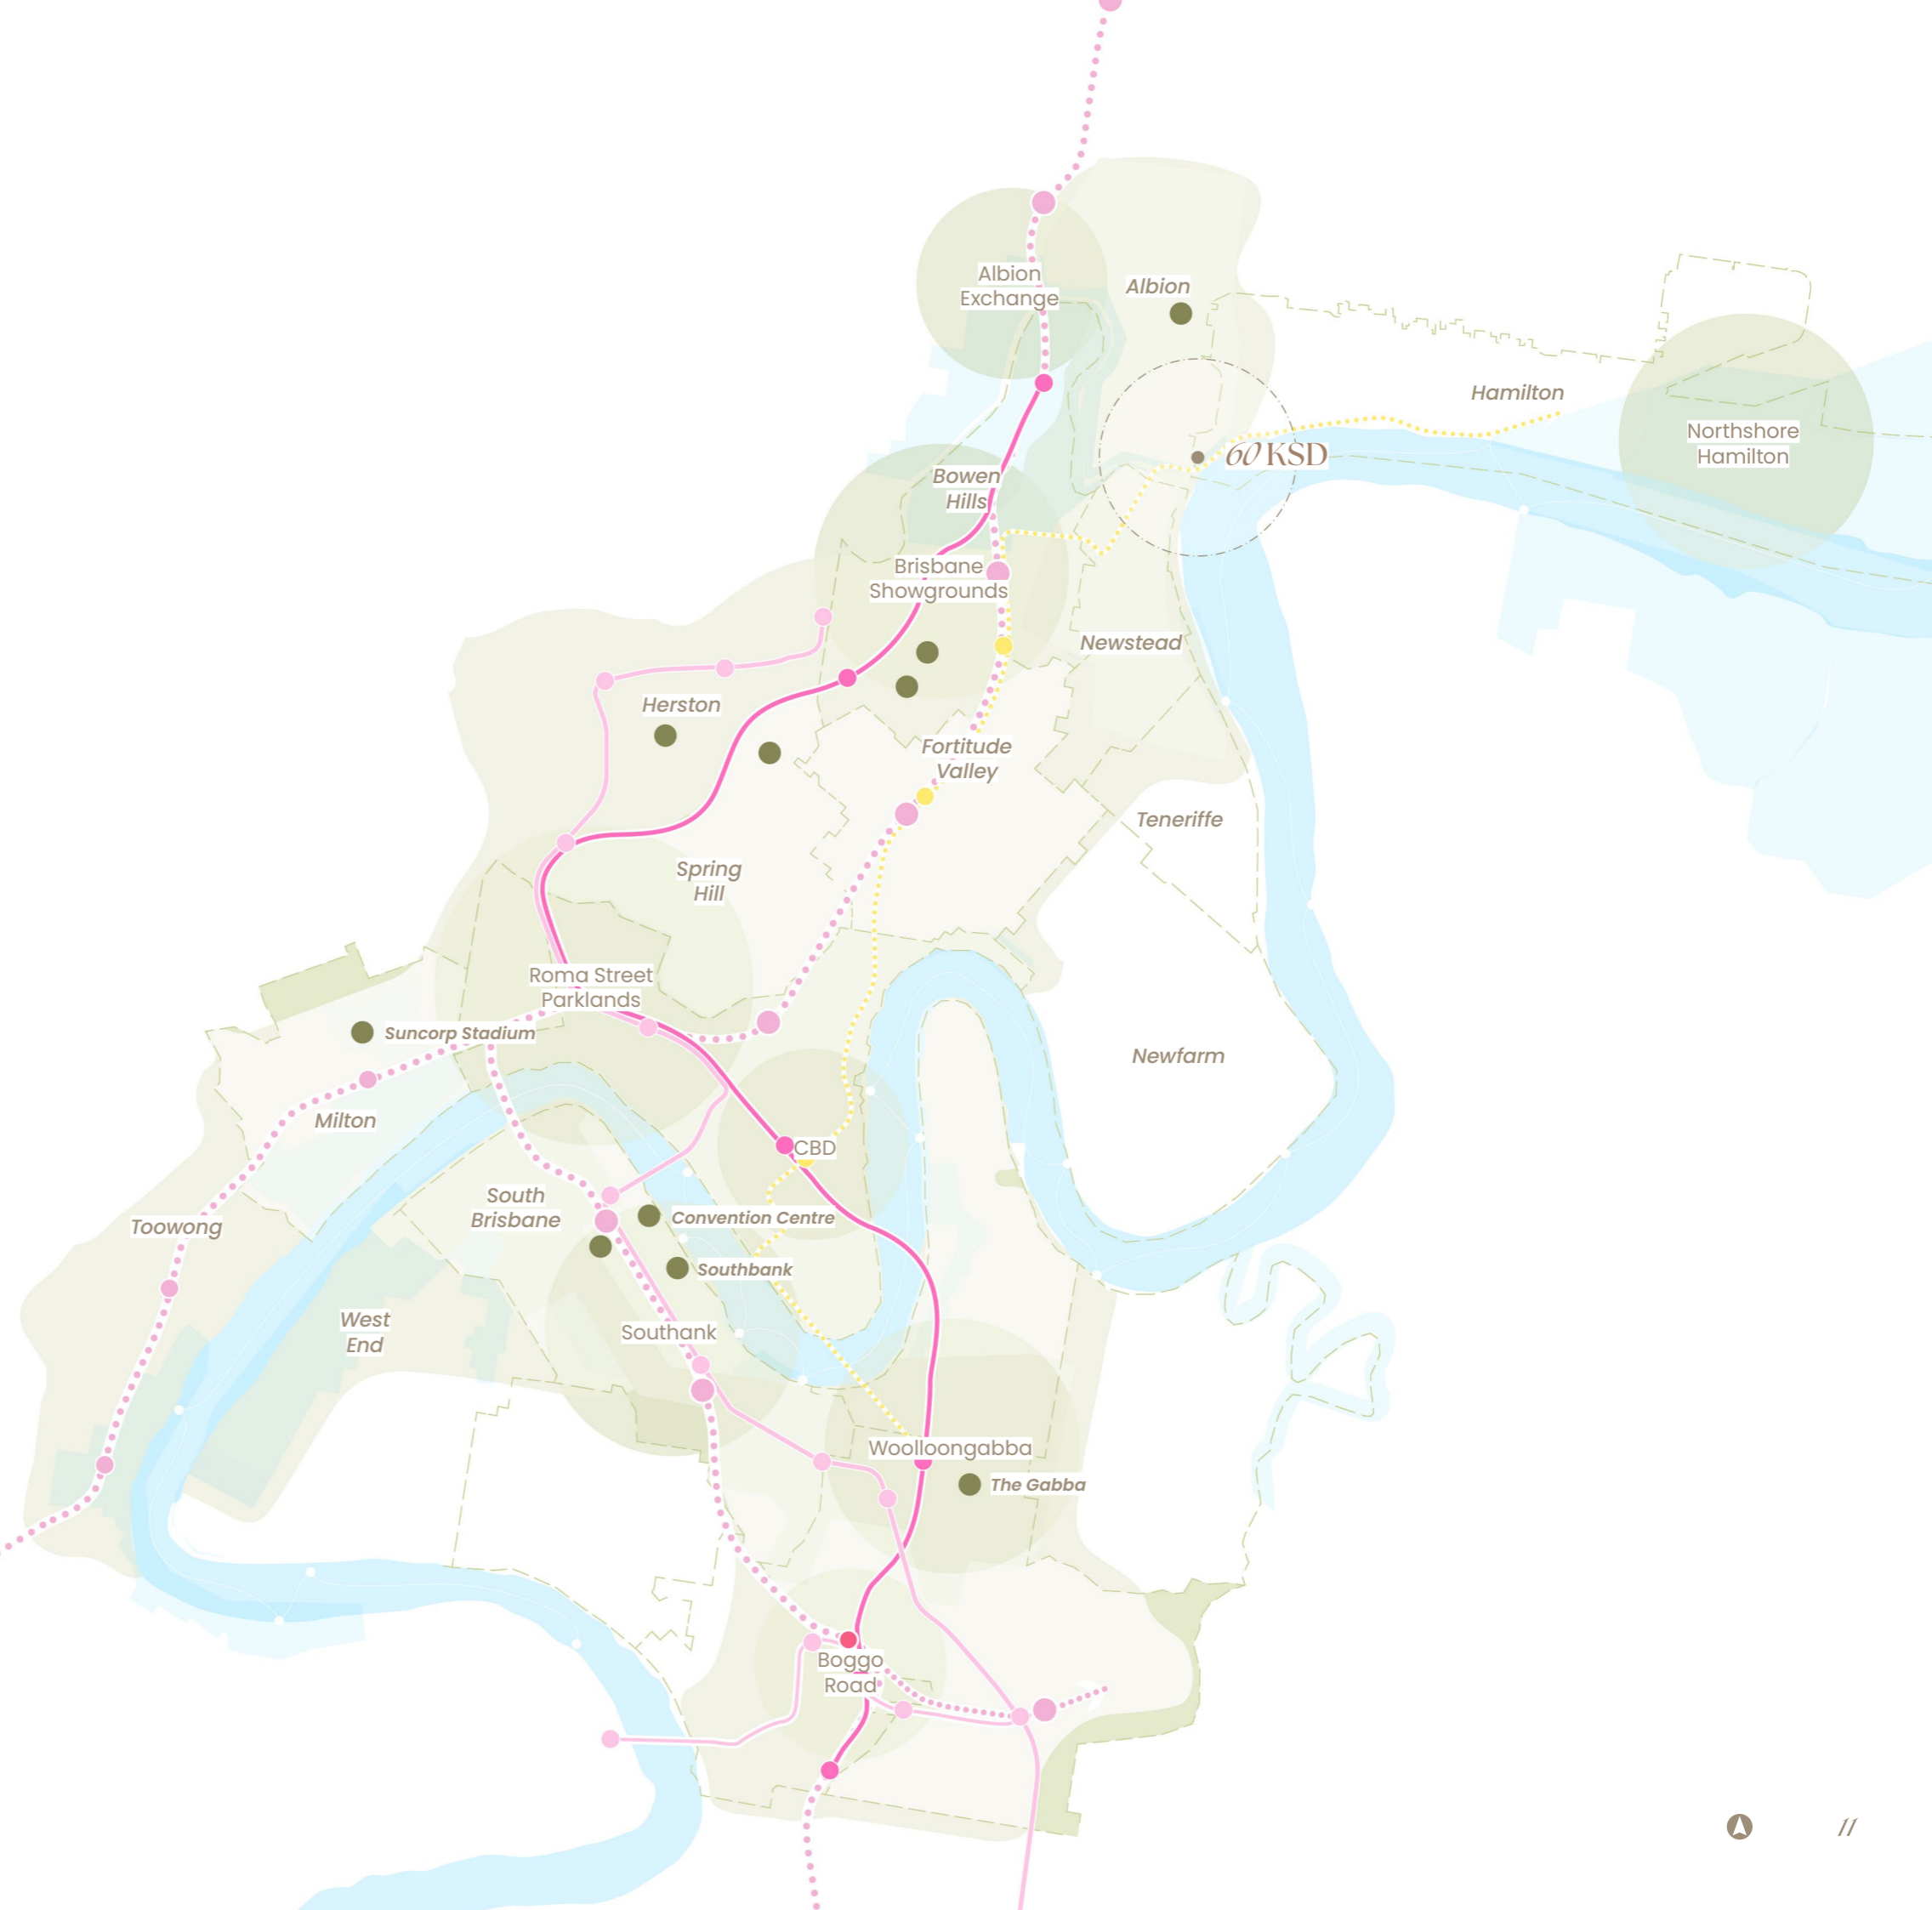 Albion
Exchange
Albion
Hamilton
Northshore
Hamilton
60 KSD
Bowen
Hills
Brisbane
Showgrounds
Newstead
Herston
Fortitude
Valley
Teneriffe
Spring
Hill
Roma Street
Parklands
Suncorp Stadium
Newfarm
Milton
CBD
South
Brisbane
Convention Centre
Toowong
Southbank
West
End
Southank
Woolloongabba
The Gabba
Boggo
Road
11